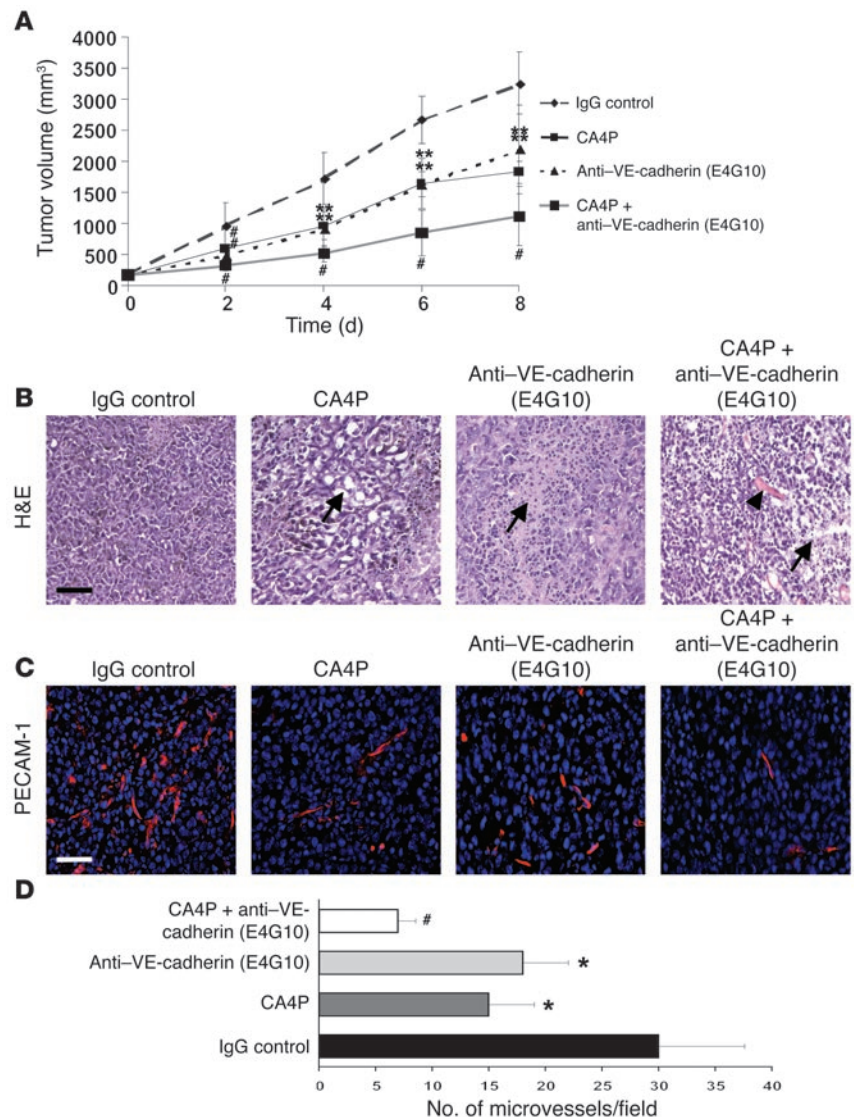 A
Tumor volume (mm³)
4000
3500
3000
2500
2000
1500
1000
500
0
**
**
**
**
**
**
#
#
#
#
#
#
0
2
4
6
8
Time (d)
IgG control
CA4P
Anti–VE-cadherin (E4G10)
CA4P +
anti–VE-cadherin (E4G10)
B
IgG control
CA4P
Anti–VE-cadherin
(E4G10)
CA4P +
anti–VE-cadherin
(E4G10)
H&E
C
IgG control
CA4P
Anti–VE-cadherin
(E4G10)
CA4P +
anti–VE-cadherin
(E4G10)
PECAM-1
D
CA4P + anti–VE-
cadherin (E4G10)
#
Anti–VE-cadherin (E4G10)
*
CA4P
*
IgG control
0 5 10 15 20 25 30 35 40
No. of microvessels/field